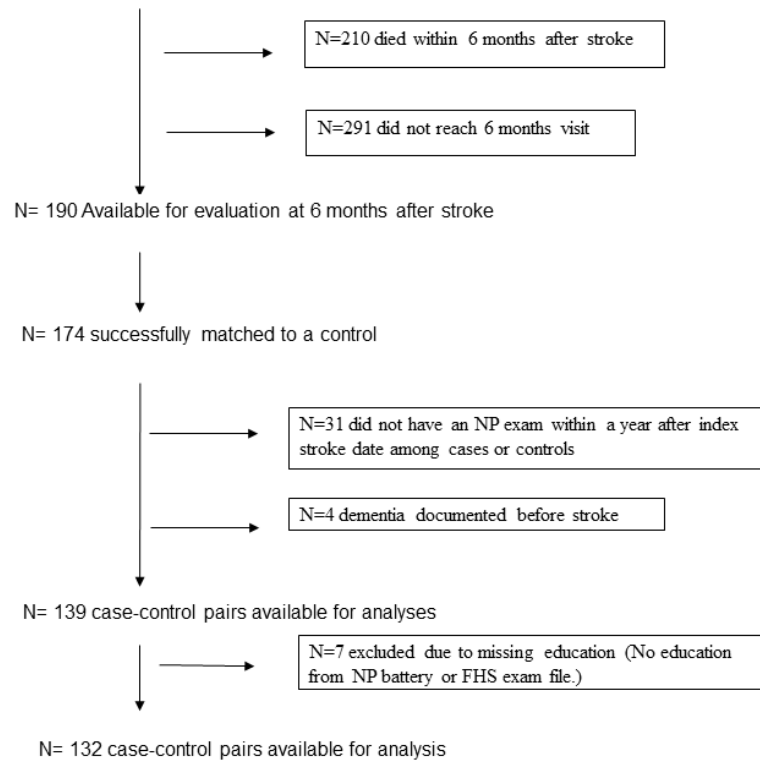 N=210 died within 6 months after stroke
N=291 did not reach 6 months visit
N= 190 Available for evaluation at 6 months after stroke
N= 174 successfully matched to a control
N=31 did not have an NP exam within a year after index
stroke date among cases or controls
N=4 dementia documented before stroke
N= 139 case-control pairs available for analyses
N=7 excluded due to missing education (No education
from NP battery or FHS exam file.)
N= 132 case-control pairs available for analysis